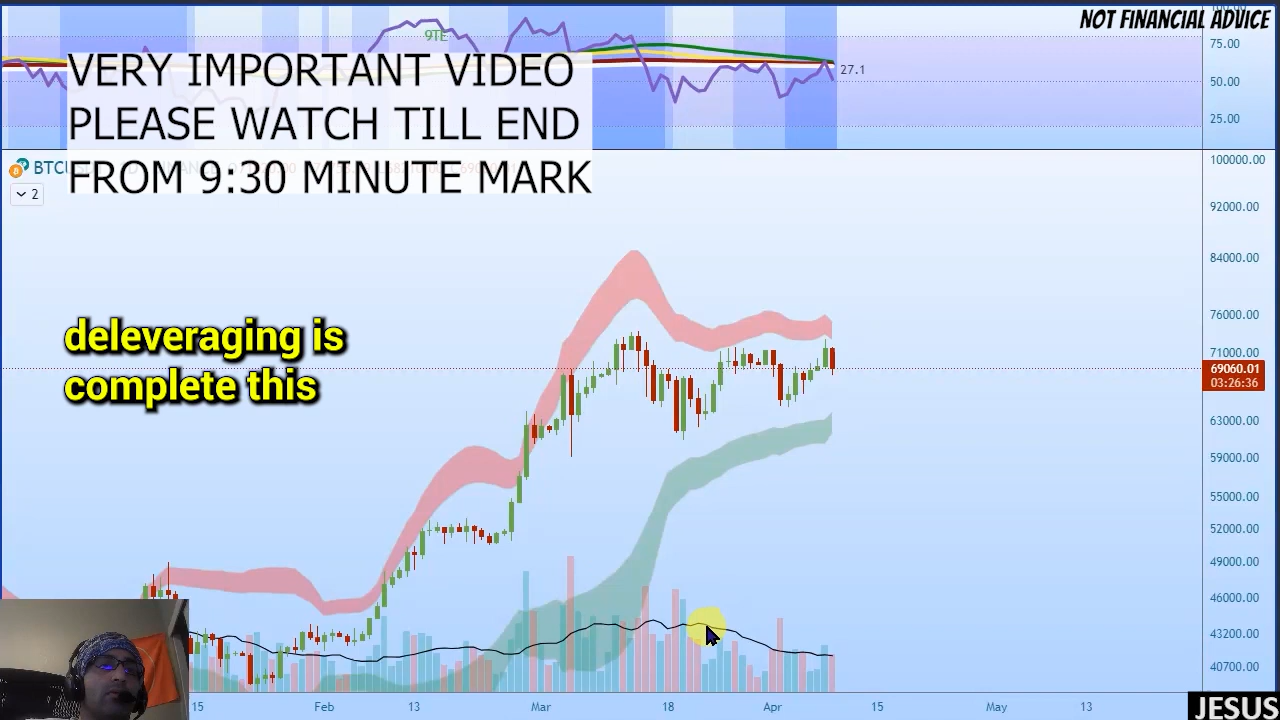 NOT FINANCIAL ADVICE
9TE
75.00
27.1
50.00
25.00
VERY IMPORTANT VIDEO
PLEASE WATCH TILL END
FROM 9:30 MINUTE MARK
2
deleveraging is
complete this
100000.00
92000.00
84000.00
76000.00
71000.00
69060.01
03:26:36
63000.00
59000.00
55000.00
52000.00
49000.00
46000.00
43200.00
40700.00
15
Feb
13
Mar
18
Apr
15
May
13
JESUS